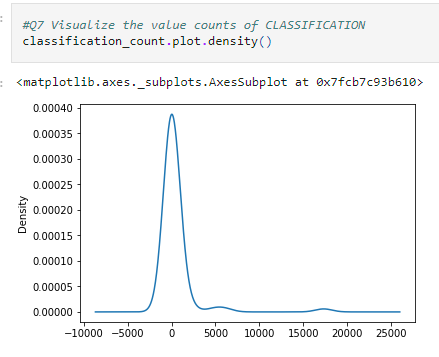 :
#Q7 Visualize the value counts of CLASSIFICATION
classification_count.plot.density()
: <matplotlib.axes._subplots.AxesSubplot at 0x7fcb7c93b610>
0.00040
0.00035
0.00030
0.00025
0.00020
0.00015
0.00010
0.00005
0.00000
Density
-10000 -5000 0 5000 10000 15000 20000 25000